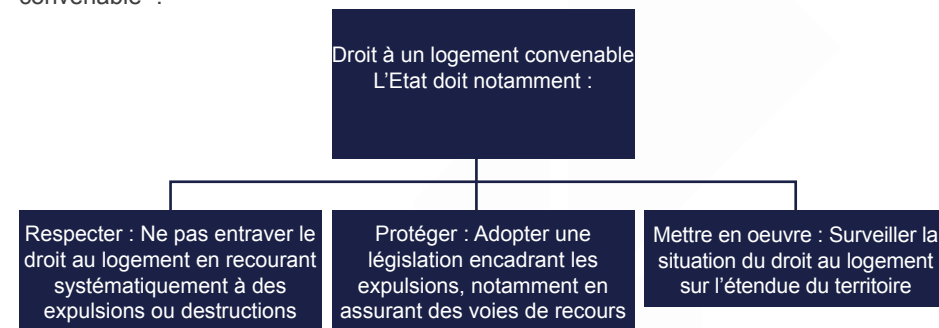 convenable" :
Droit à un logement convenable
L’Etat doit notamment :
Respecter : Ne pas entraver le
droit au logement en recourant
systématiquement à des
expulsions ou destructions
Protéger : Adopter une
législation encadrant les
expulsions, notamment en
assurant des voies de recours
Mettre en oeuvre : Surveiller la
situation du droit au logement
sur l’étendue du territoire